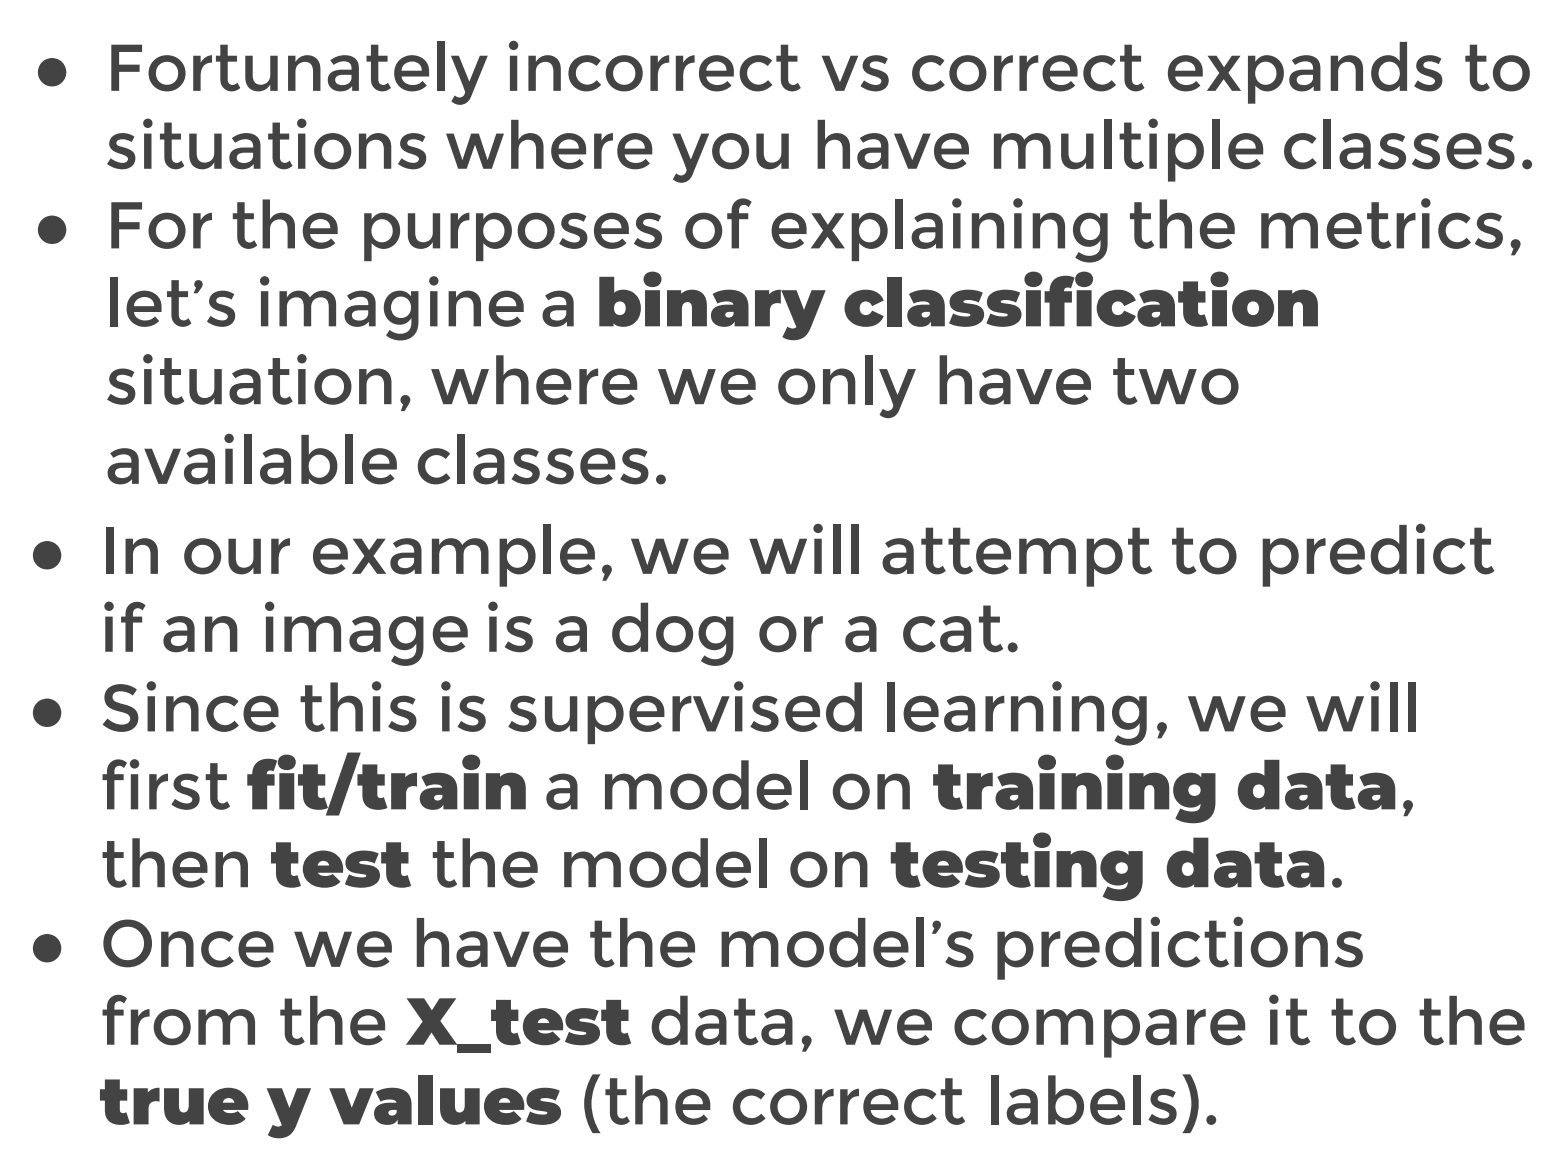 ● Fortunately incorrect vs correct expands to
situations where you have multiple classes.
● For the purposes of explaining the metrics,
let’s imagine a binary classification
situation, where we only have two
available classes.
● In our example, we will attempt to predict
if an image is a dog or a cat.
● Since this is supervised learning, we will
first fit/train a model on training data,
then test the model on testing data.
● Once we have the model’s predictions
from the X_test data, we compare it to the
true y values (the correct labels).